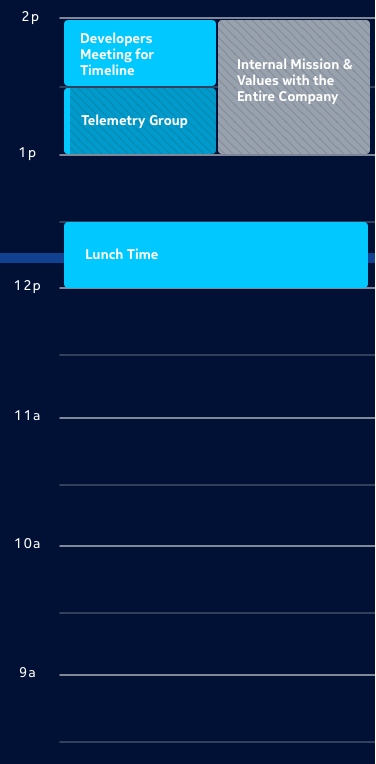 2p
Developers
Meeting for
Timeline
Internal Mission &
Values with the
Entire Company
Telemetry Group
1p
Lunch Time
12p
11a
10a
9a